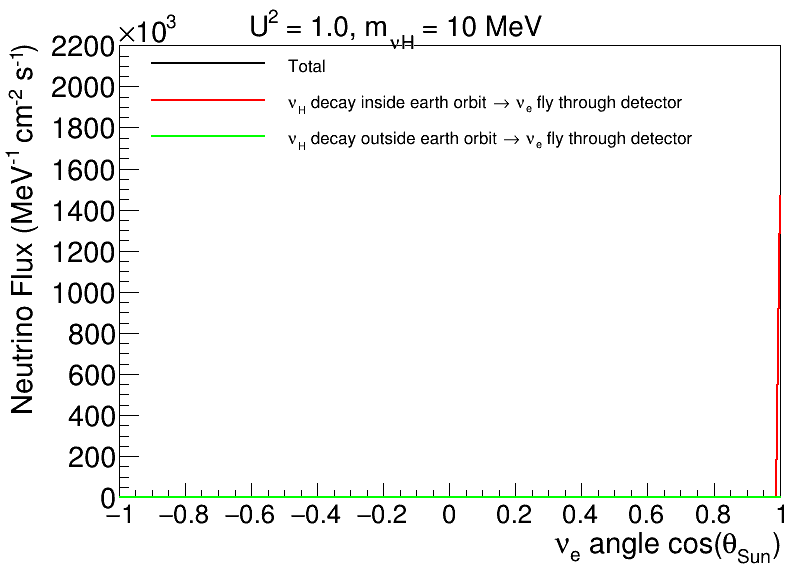 ×10³
U² = 1.0, m_νH = 10 MeV
Neutrino Flux (MeV⁻¹ cm⁻² s⁻¹)
2200
2000
1800
1600
1400
1200
1000
800
600
400
200
0
Total
ν_H decay inside earth orbit → ν_e fly through detector
ν_H decay outside earth orbit → ν_e fly through detector
−1 −0.8 −0.6 −0.4 −0.2 0 0.2 0.4 0.6 0.8 1
ν_e angle cos(θ_Sun)